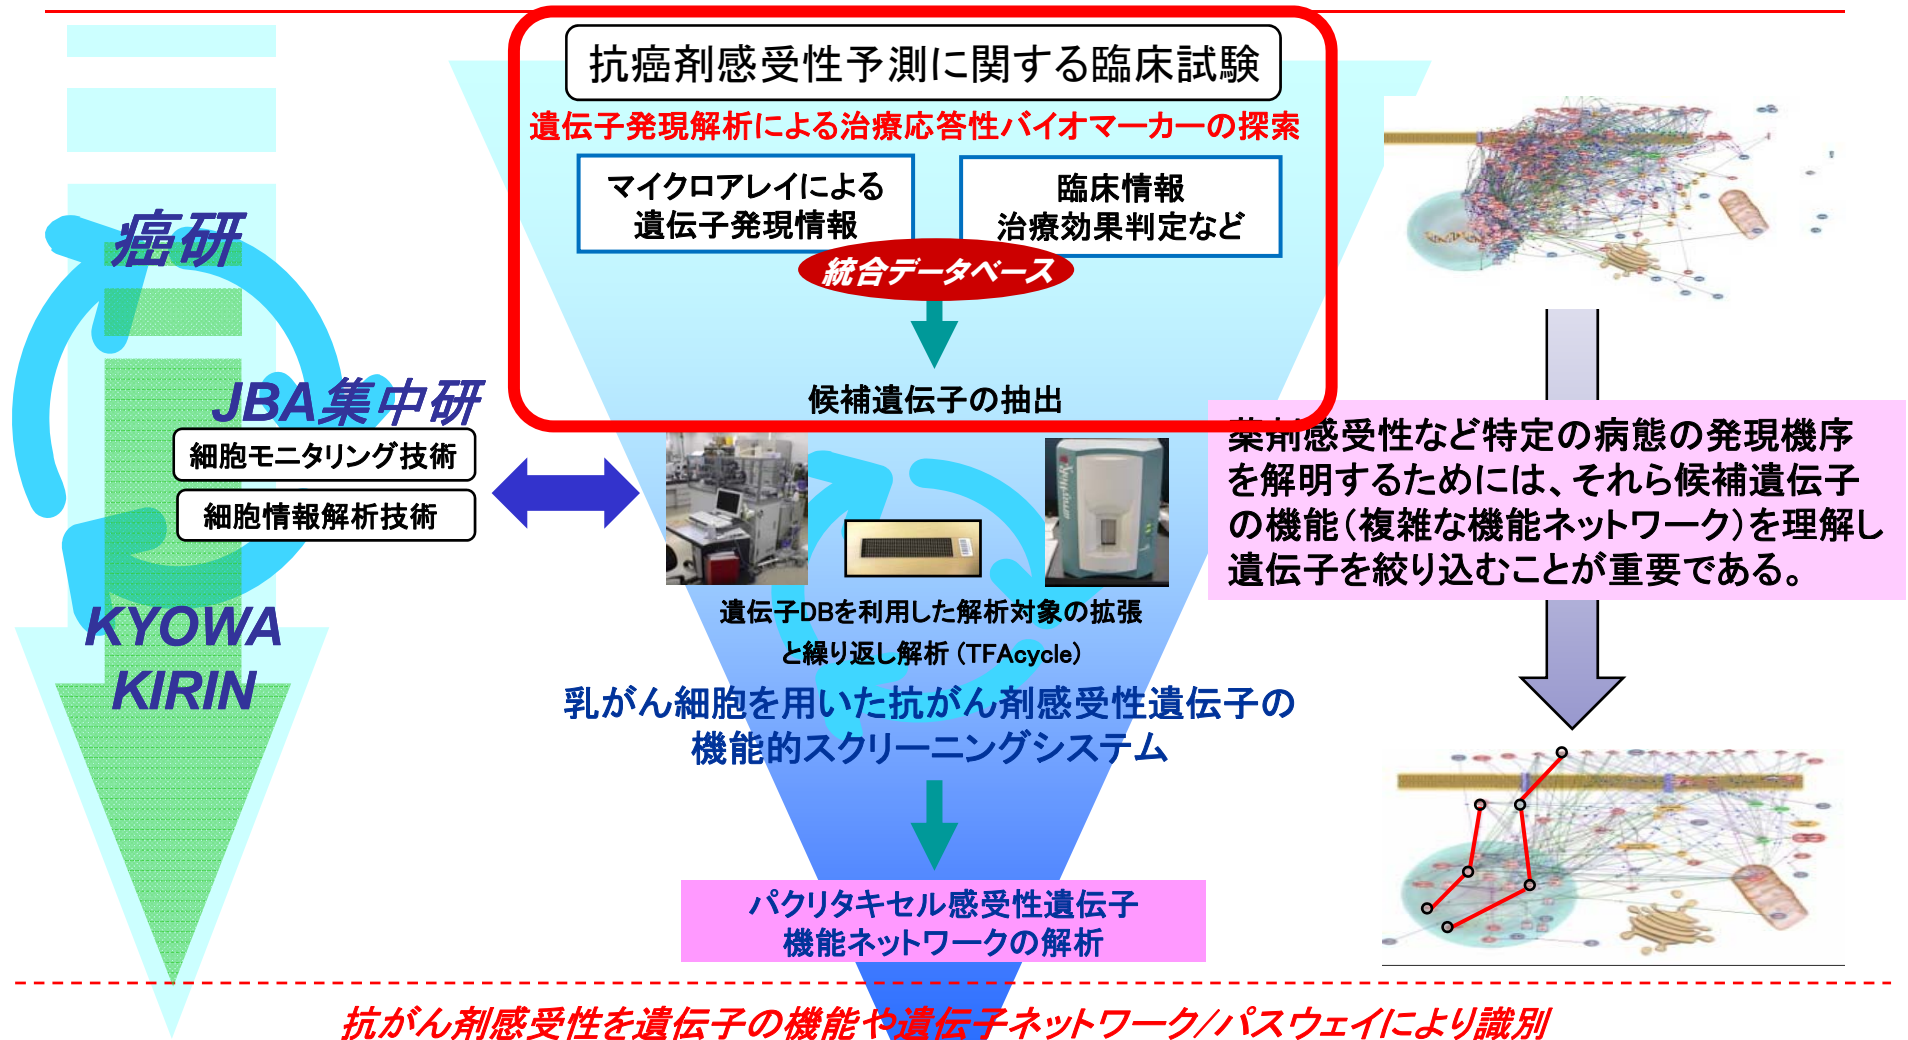 抗癌剤感受性予測に関する臨床試験
遺伝子発現解析による治療応答性バイオマーカーの探索
マイクロアレイによる
遺伝子発現情報
臨床情報
治療効果判定など
統合データベース
候補遺伝子の抽出
癌研
JBA集中研
細胞モニタリング技術
細胞情報解析技術
KYOWA
KIRIN
遺伝子DBを利用した解析対象の拡張
と繰り返し解析 (TFAcycle)
乳がん細胞を用いた抗がん剤感受性遺伝子の
機能的スクリーニングシステム
パクリタキセル感受性遺伝子
機能ネットワークの解析
薬剤感受性など特定の病態の発現機序
を解明するためには、それら候補遺伝子
の機能(複雑な機能ネットワーク)を理解し
遺伝子を絞り込むことが重要である。
抗がん剤感受性を遺伝子の機能や遺伝子ネットワーク/パスウェイにより識別